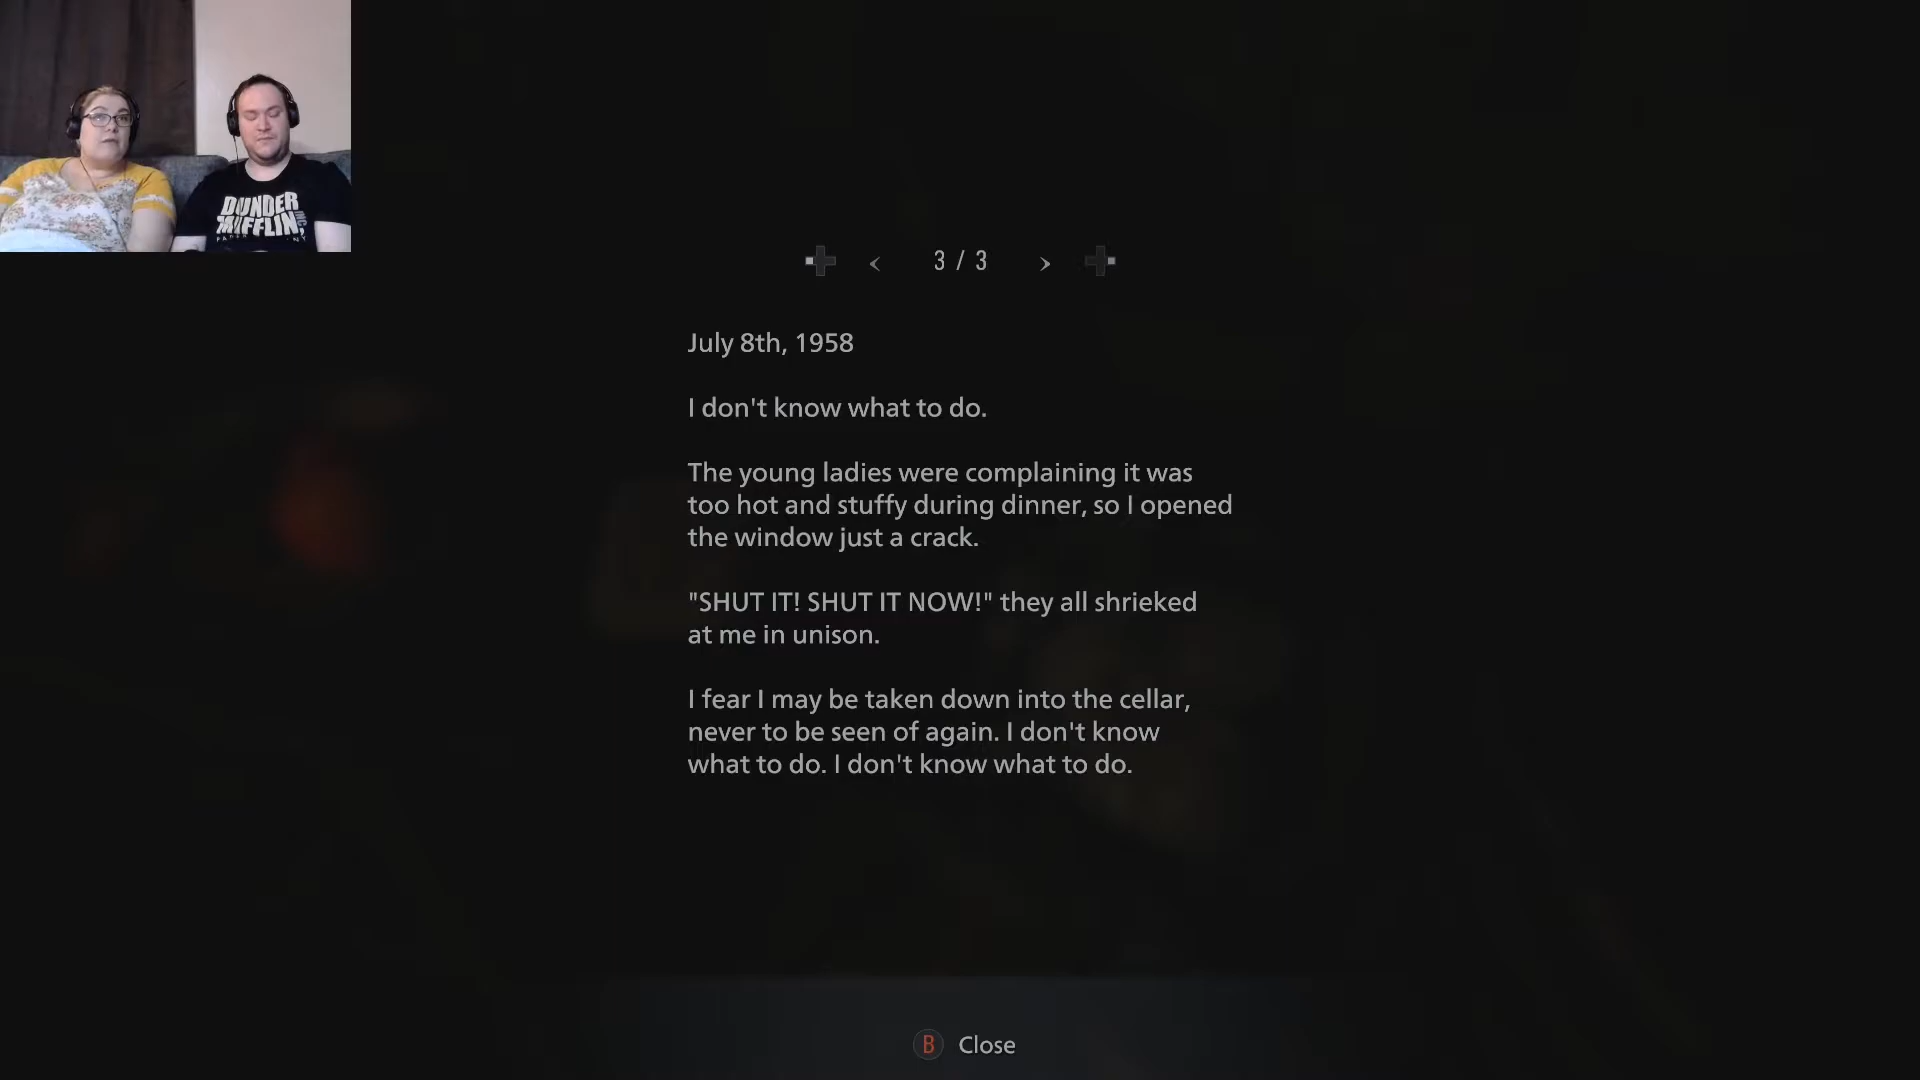 DUNDER
MIFFLIN,
INC
3 / 3
July 8th, 1958
I don't know what to do.
The young ladies were complaining it was
too hot and stuffy during dinner, so I opened
the window just a crack.
"SHUT IT! SHUT IT NOW!" they all shrieked
at me in unison.
I fear I may be taken down into the cellar,
never to be seen of again. I don't know
what to do. I don't know what to do.
B Close